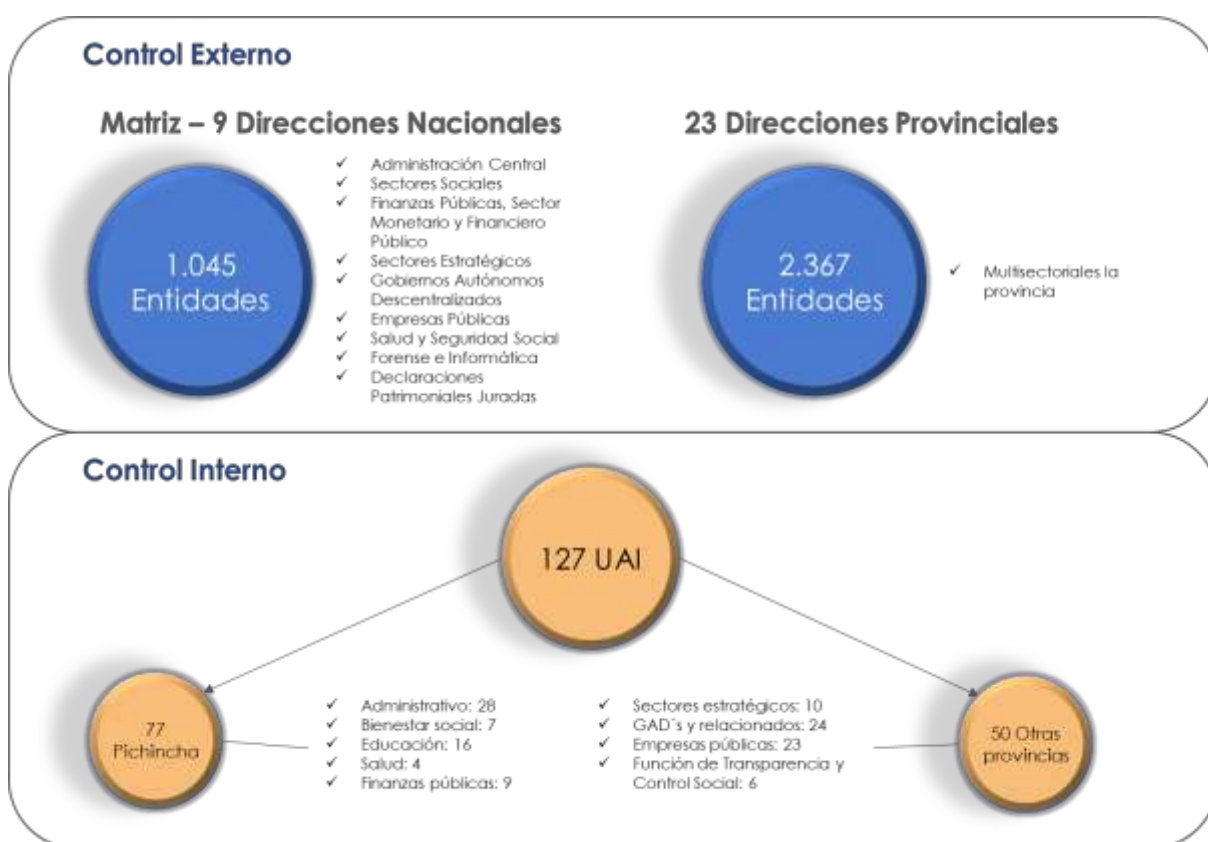 Control Externo
Matriz – 9 Direcciones Nacionales
1.045
Entidades
✓ Administración Central
✓ Sectores Sociales
✓ Finanzas Públicas, Sector
Monetario y Financiero
Público
✓ Sectores Estratégicos
✓ Gobiernos Autónomos
Descentralizados
✓ Empresas Públicas
✓ Salud y Seguridad Social
✓ Forense e Informática
✓ Declaraciones
Patrimoniales Juradas
23 Direcciones Provinciales
2.367
Entidades
✓ Multisectoriales la
provincia
Control Interno
127 UAI
77
Pichincha
✓ Administrativo: 28
✓ Bienestar social: 7
✓ Educación: 16
✓ Salud: 4
✓ Finanzas públicas: 9
✓ Sectores estratégicos: 10
✓ GAD´s y relacionados: 24
✓ Empresas públicas: 23
✓ Función de Transparencia y
Control Social: 6
50 Otras
provincias